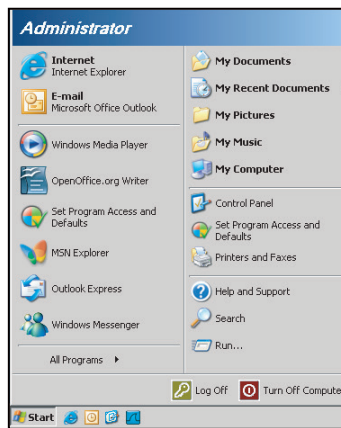 Administrator
Internet
Internet Explorer
E-mail
Microsoft Office Outlook
Windows Media Player
OpenOffice.org Writer
Set Program Access and
Defaults
MSN Explorer
Outlook Express
Windows Messenger
All Programs
My Documents
My Recent Documents
My Pictures
My Music
My Computer
Control Panel
Set Program Access and
Defaults
Printers and Faxes
Help and Support
Search
Run...
Log Off
Turn Off Compute
Start